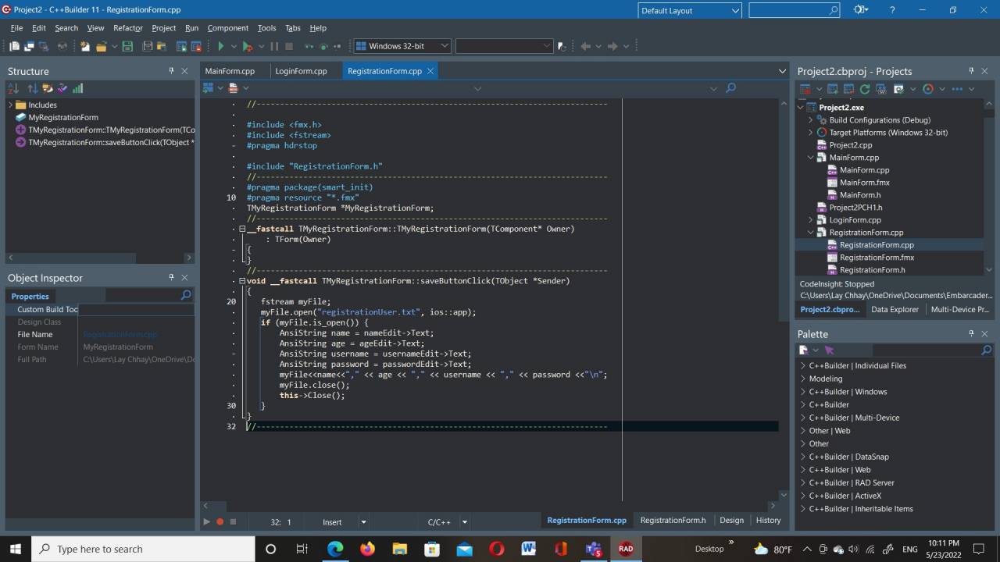 Project2 - C++Builder 11 - RegistrationForm.cpp
Default Layout
File Edit Search View Refactor Project Run Component Tools Tabs Help
Windows 32-bit
Structure
Includes
MyRegistrationForm
TMyRegistrationForm::TMyRegistrationForm(TCo
TMyRegistrationForm::saveButtonClick(TObject *
Object Inspector
Properties
Custom Build Toc
Design Class
File Name RegistrationForm.cpp
Form Name MyRegistrationForm
Full Path C:\Users\Lay Chhay\OneDrive\Do
MainForm.cpp LoginForm.cpp RegistrationForm.cpp
//---------------------------------------------------------------------------
#include <fmx.h>
#include <fstream>
#pragma hdrstop
#include "RegistrationForm.h"
//---------------------------------------------------------------------------
#pragma package(smart_init)
10 #pragma resource "*.fmx"
TMyRegistrationForm *MyRegistrationForm;
//---------------------------------------------------------------------------
__fastcall TMyRegistrationForm::TMyRegistrationForm(TComponent* Owner)
: TForm(Owner)
{
}
//---------------------------------------------------------------------------
void __fastcall TMyRegistrationForm::saveButtonClick(TObject *Sender)
{
20 fstream myFile;
myFile.open("registrationUser.txt", ios::app);
if (myFile.is_open()) {
AnsiString name = nameEdit->Text;
AnsiString age = ageEdit->Text;
AnsiString username = usernameEdit->Text;
AnsiString password = passwordEdit->Text;
myFile<<name<<"," << age << "," << username << "," << password <<"\n";
myFile.close();
this->Close();
30 }
}
32 //---------------------------------------------------------------------------
32: 1 Insert C/C++ RegistrationForm.cpp RegistrationForm.h Design History
Project2.cbproj - Projects
Project2.exe
Build Configurations (Debug)
Target Platforms (Windows 32-bit)
Project2.cpp
MainForm.cpp
MainForm.cpp
MainForm.fmx
MainForm.h
Project2PCH1.h
LoginForm.cpp
RegistrationForm.cpp
RegistrationForm.cpp
RegistrationForm.fmx
RegistrationForm.h
CodeInsight: Stopped
C:\Users\Lay Chhay\OneDrive\Documents\Embarcader...
Project2.cbpro... Data Explorer Multi-Device Pr...
Palette
C++Builder | Individual Files
Modeling
C++Builder | Windows
C++Builder
C++Builder | Multi-Device
Other | Web
Other
C++Builder | DataSnap
C++Builder | Web
C++Builder | RAD Server
C++Builder | ActiveX
C++Builder | Inheritable Items
Type here to search
RAD
Desktop
80°F
ENG
10:11 PM
5/23/2022